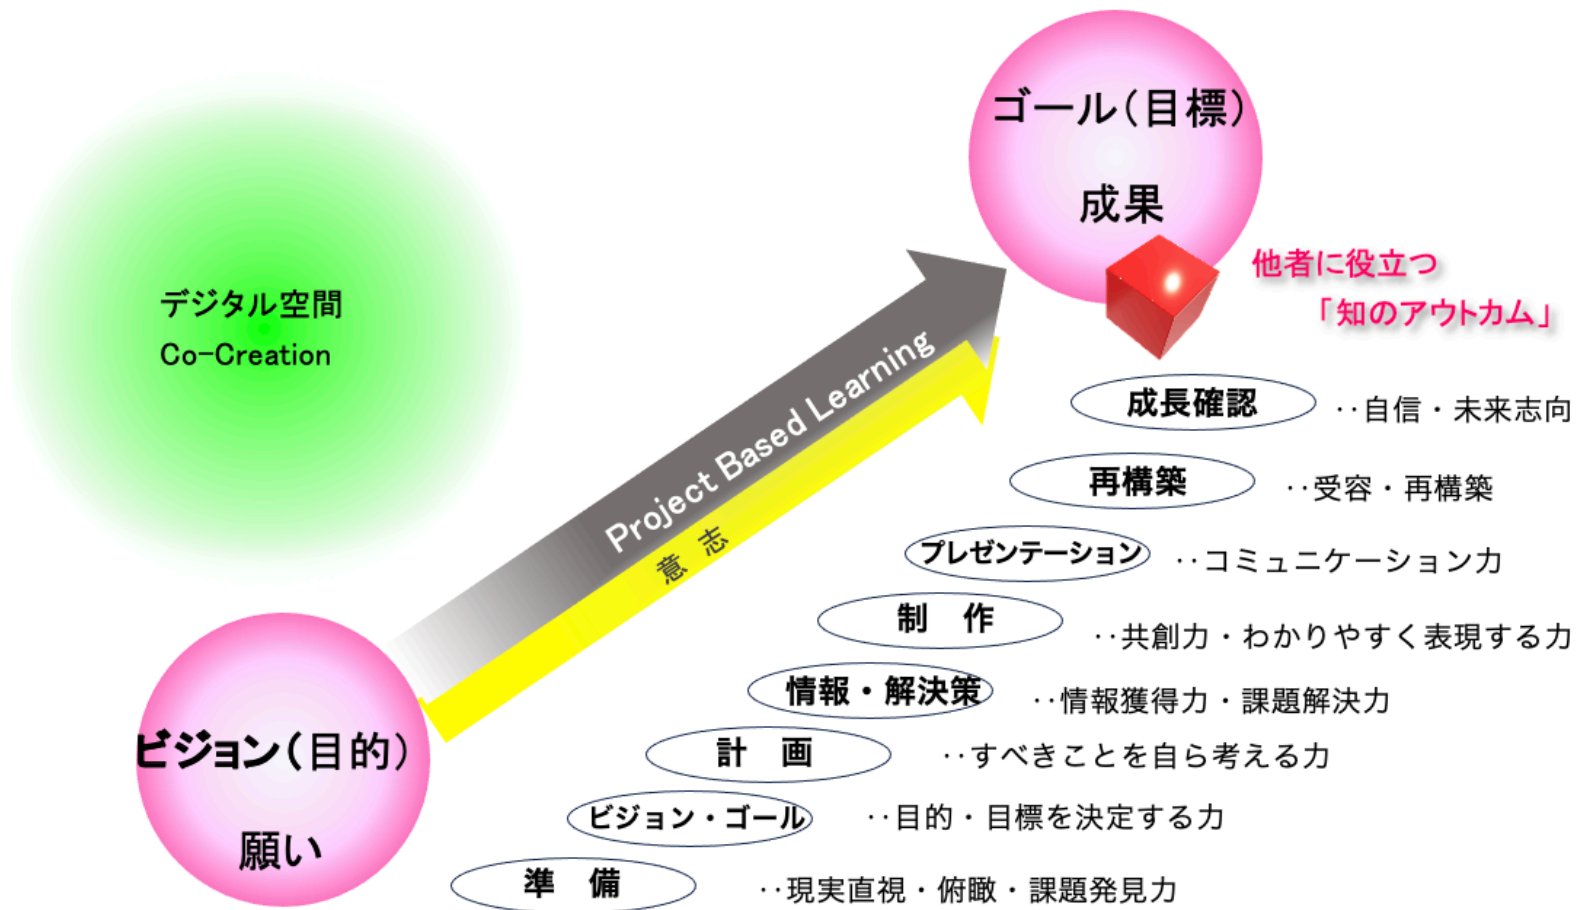 ゴール(目標)
成果
他者に役立つ
「知のアウトカム」
デジタル空間
Co-Creation
Project Based Learning
意 志
成長確認 ‥自信・未来志向
再構築 ‥受容・再構築
プレゼンテーション ‥コミュニケーション力
制　作 ‥共創力・わかりやすく表現する力
情報・解決策 ‥情報獲得力・課題解決力
計　画 ‥すべきことを自ら考える力
ビジョン・ゴール ‥目的・目標を決定する力
準　備 ‥現実直視・俯瞰・課題発見力
ビジョン(目的)
願い